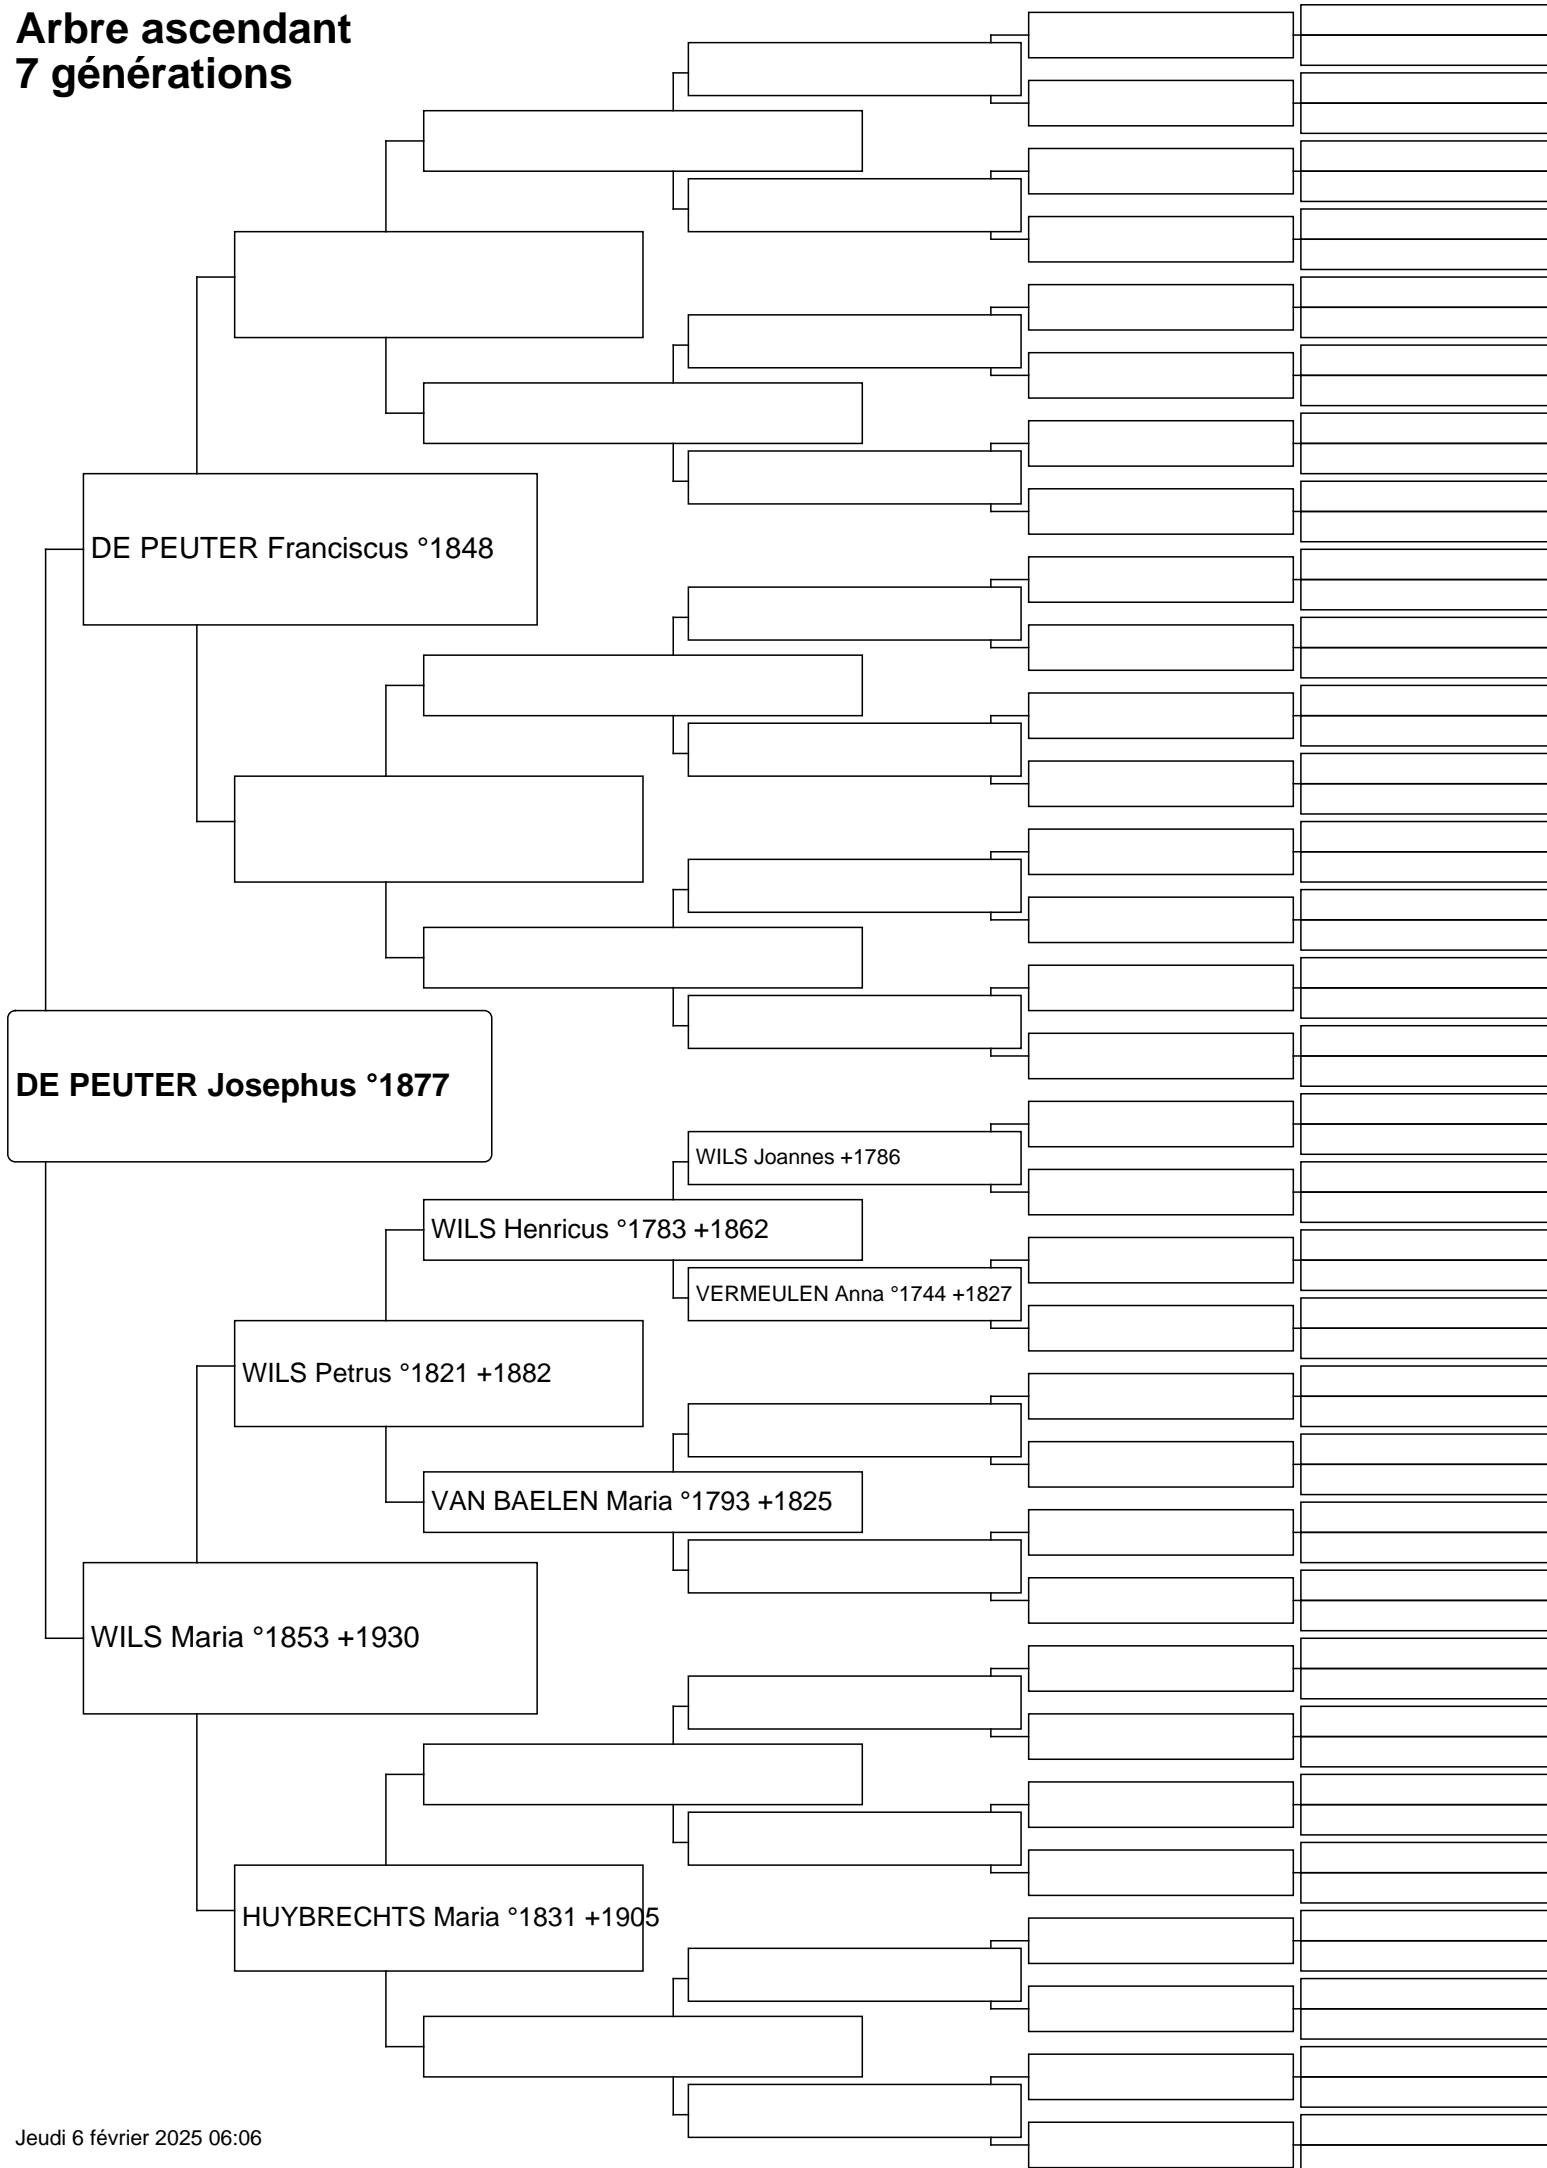 Arbre ascendant
7 générations
DE PEUTER Franciscus °1848
DE PEUTER Josephus °1877
WILS Joannes +1786
WILS Henricus °1783 +1862
VERMEULEN Anna °1744 +1827
WILS Petrus °1821 +1882
VAN BAELEN Maria °1793 +1825
WILS Maria °1853 +1930
HUYBRECHTS Maria °1831 +1905
Jeudi 6 février 2025 06:06